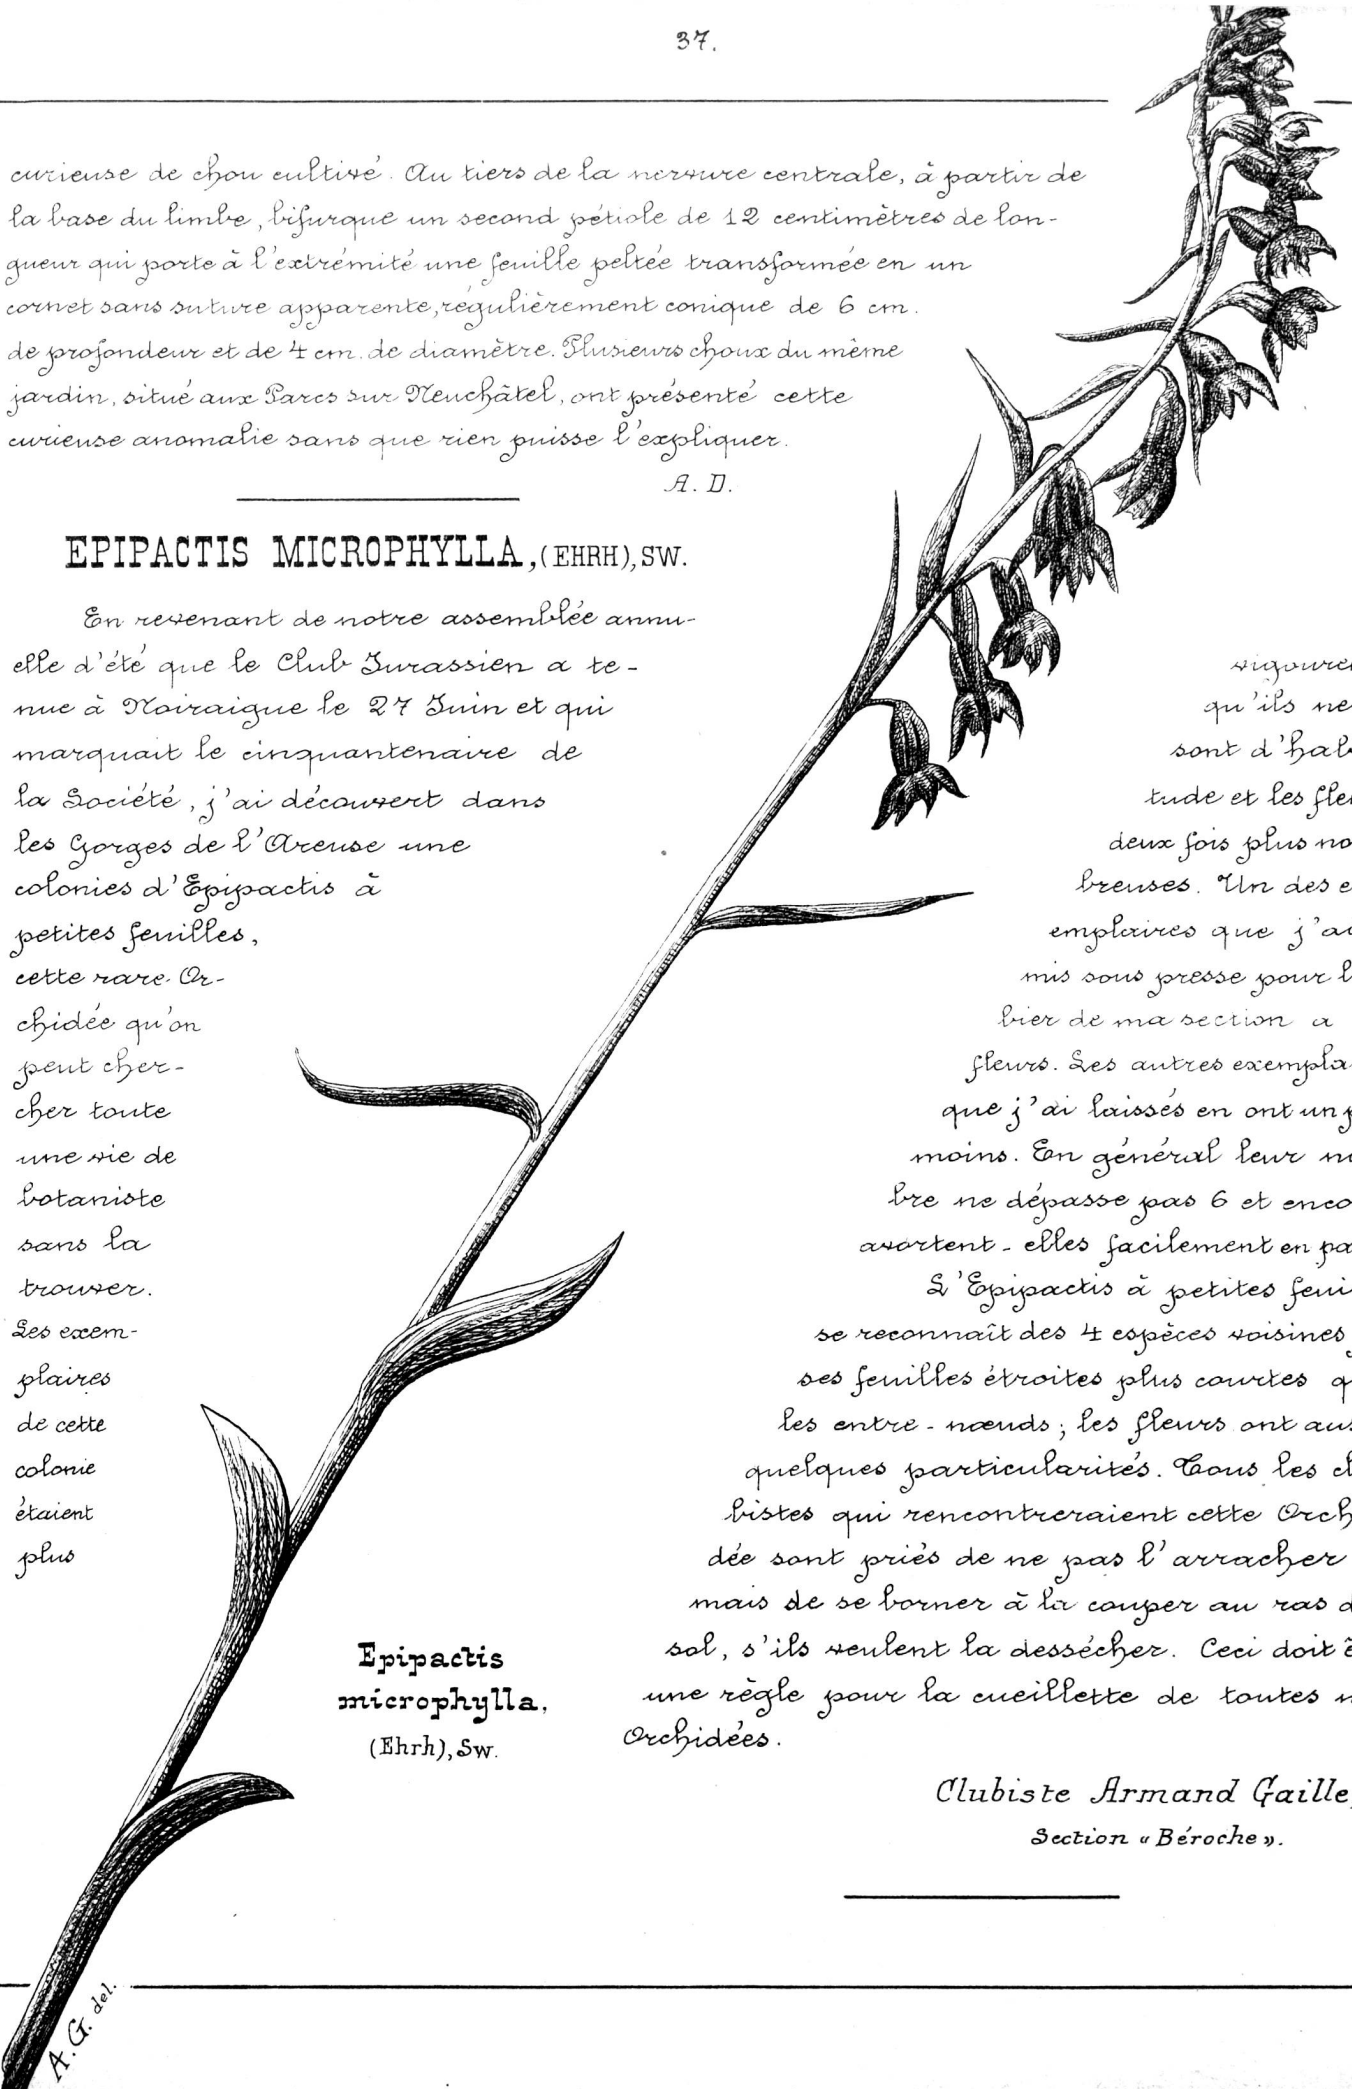 37.
curieuse de chou cultivé. Au tiers de la nervure centrale, à partir de
la base du limbe, bifurque un second pétiole de 12 centimètres de lon-
gueur qui porte à l'extrémité une feuille peltée transformée en un
cornet sans suture apparente, régulièrement conique de 6 cm.
de profondeur et de 4 cm. de diamètre. Plusieurs choux du même
jardin, situé aux Parcs sur Neuchâtel, ont présenté cette
curieuse anomalie sans que rien puisse l'expliquer.
A. D.
EPIPACTIS MICROPHYLLA, (EHRH), SW.
En revenant de notre assemblée annu-
elle d'été que le Club Jurassien a te-
nue à Noiraigue le 27 Juin et qui
marquait le cinquantenaire de
la Société, j'ai découvert dans
les Gorges de l'Areuse une
colonies d'Epipactis à
petites feuilles,
cette rare Or-
chidée qu'on
peut cher-
cher toute
une vie de
botaniste
sans la
trouver.
Les exem-
plaires
de cette
colonie
étaient
plus
vigoure
qu'ils ne
sont d'hab
tude et les fle
deux fois plus no
breuses. Un des e
emplaires que j'a
mis sous presse pour l
bier de ma section a
fleurs. Les autres exempla
que j'ai laissés en ont un p
moins. En général leur n
bre ne dépasse pas 6 et enco
avortent-elles facilement en pa
L'Epipactis à petites feui
se reconnaît des 4 espèces voisines
ses feuilles étroites plus courtes q
les entre-nœuds; les fleurs ont aus
quelques particularités. Tous les cl
bistes qui rencontreraient cette Orch
dée sont priés de ne pas l'arracher
mais de se borner à la couper au ras d
sol, s'ils veulent la dessécher. Ceci doit ê
une règle pour la cueillette de toutes n
Orchidées.
Clubiste Armand Gaille,
Section « Béroche ».
Epipactis
microphylla,
(Ehrh), Sw.
A. G. del.